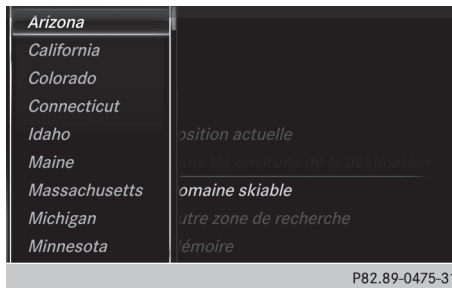 Arizona
California
Colorado
Connecticut
Idaho
osition actuelle
Maine
ans les environs de la destination
Massachusetts
omaine skiable
Michigan
utre zone de recherche
Minnesota
émoire
P82.89-0475-31